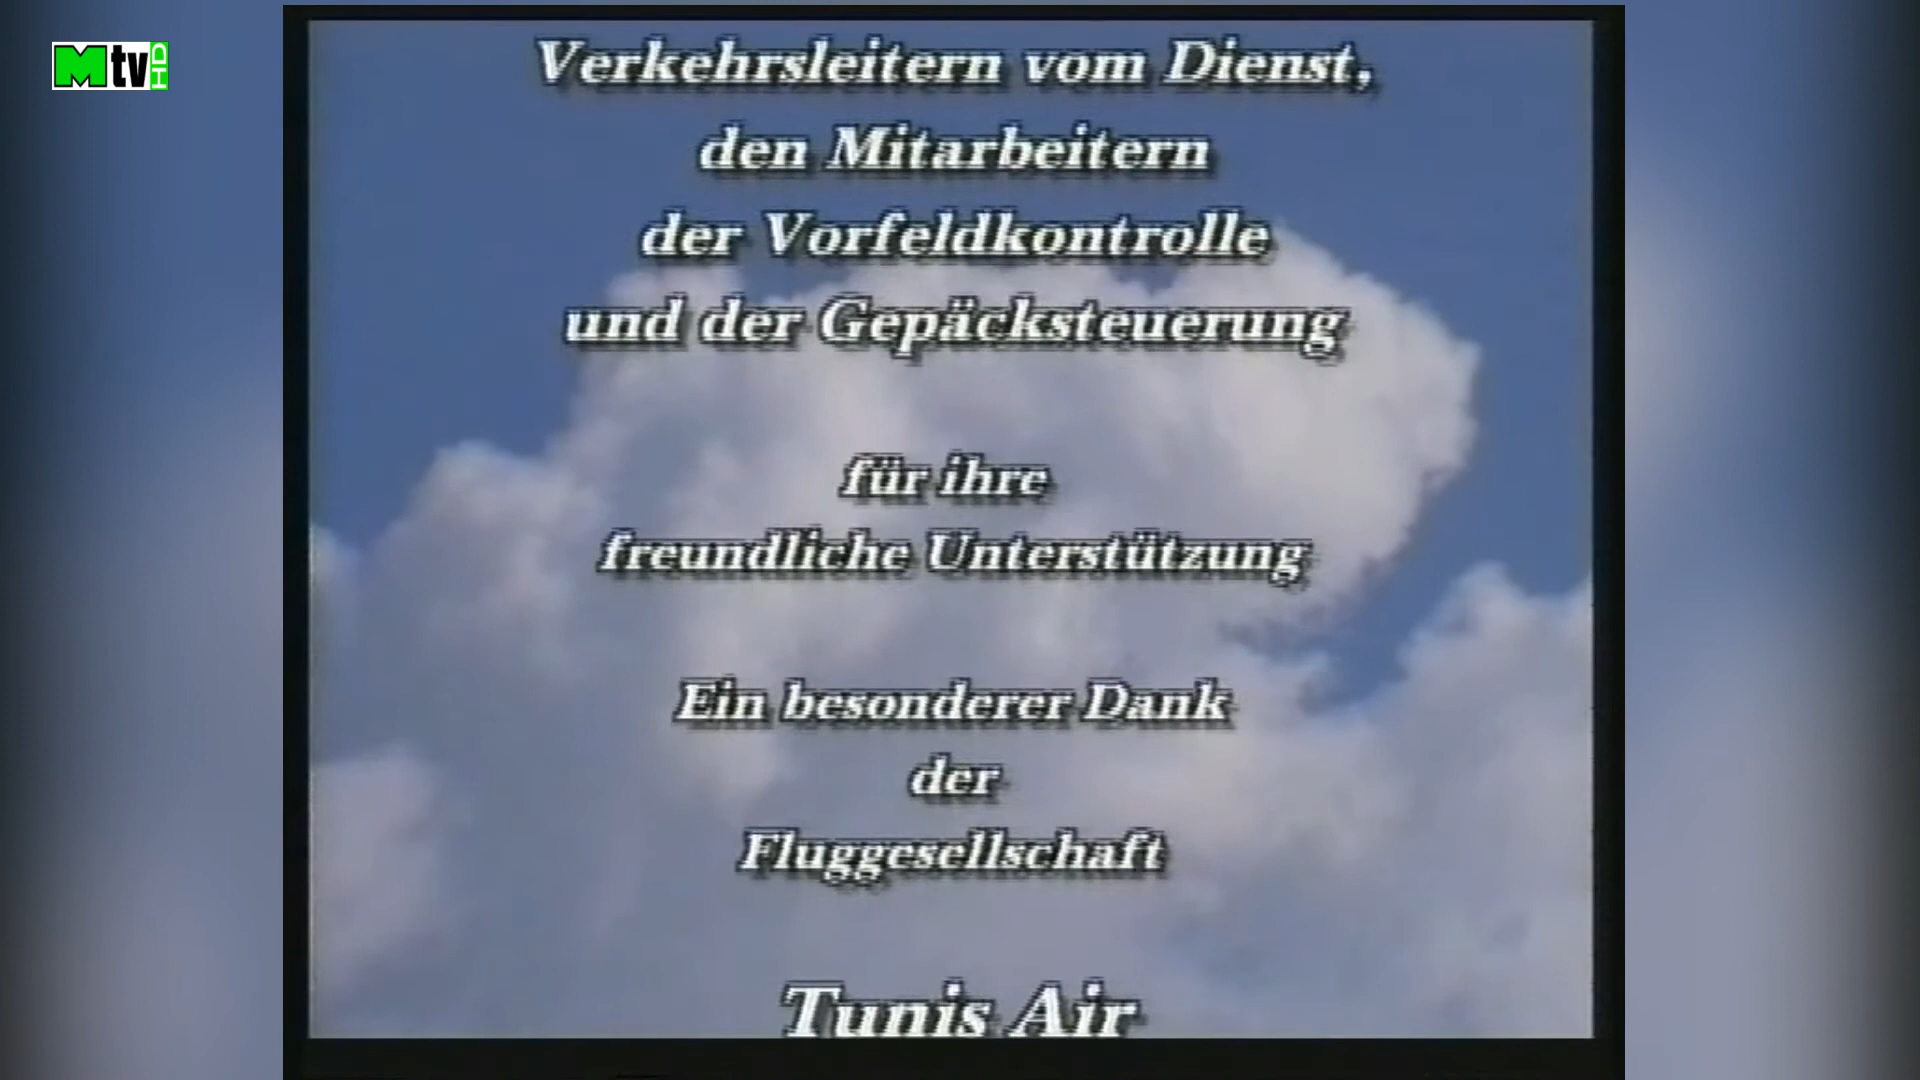 Mtv HD
Verkehrsleitern vom Dienst,
den Mitarbeitern
der Vorfeldkontrolle
und der Gepäcksteuerung
für ihre
freundliche Unterstützung
Ein besonderer Dank
der
Fluggesellschaft
Tunis Air